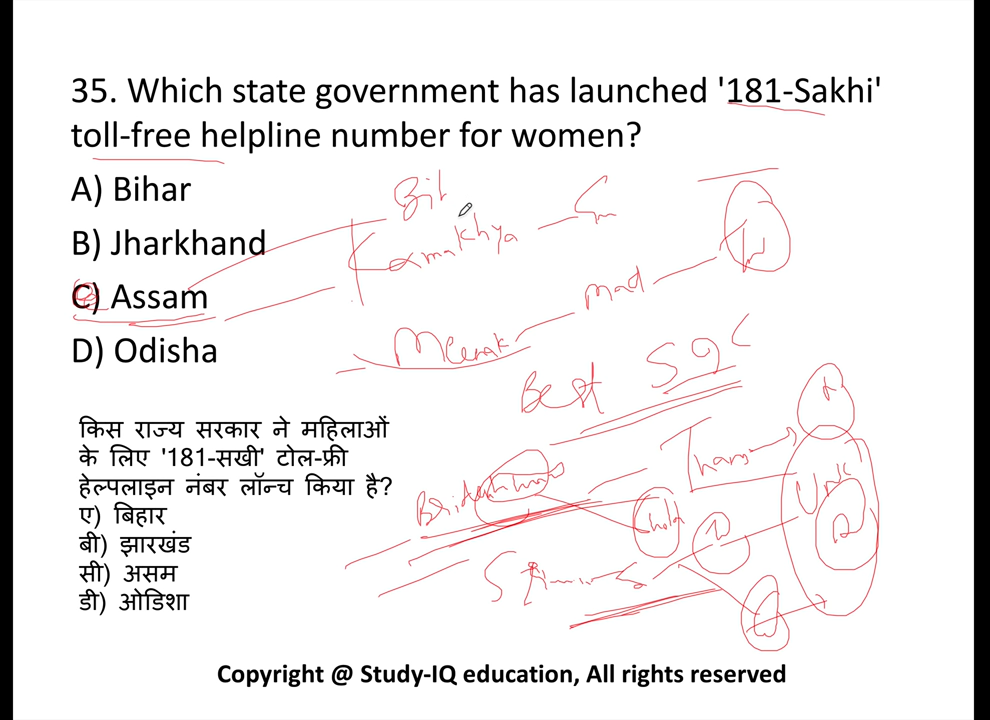 35. Which state government has launched '181-Sakhi'
toll-free helpline number for women?
A) Bihar
B) Jharkhand
C) Assam
D) Odisha
Kamakhya
Mad
Best
किस राज्य सरकार ने महिलाओं
के लिए '181-सखी' टोल-फ्री
हेल्पलाइन नंबर लॉन्च किया है?
ए) बिहार
बी) झारखंड
सी) असम
डी) ओडिशा
Copyright @ Study-IQ education, All rights reserved